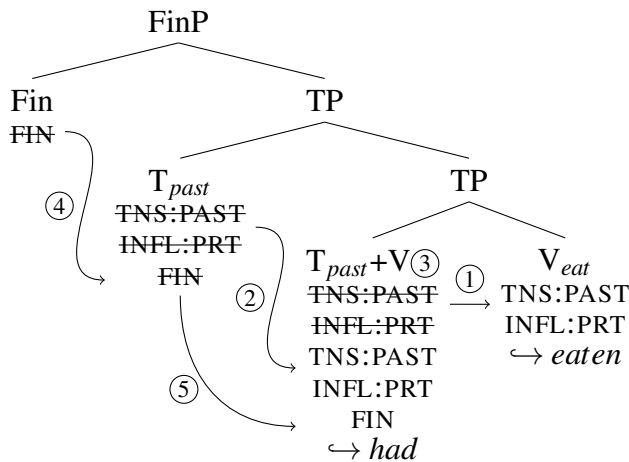 FinP
Fin
FIN
TP
T_past
TNS:PAST
INFL:PRT
FIN
TP
T_past+V③
TNS:PAST
INFL:PRT
TNS:PAST
INFL:PRT
FIN
↪ had
V_eat
TNS:PAST
INFL:PRT
↪ eaten
④
②
①
⑤